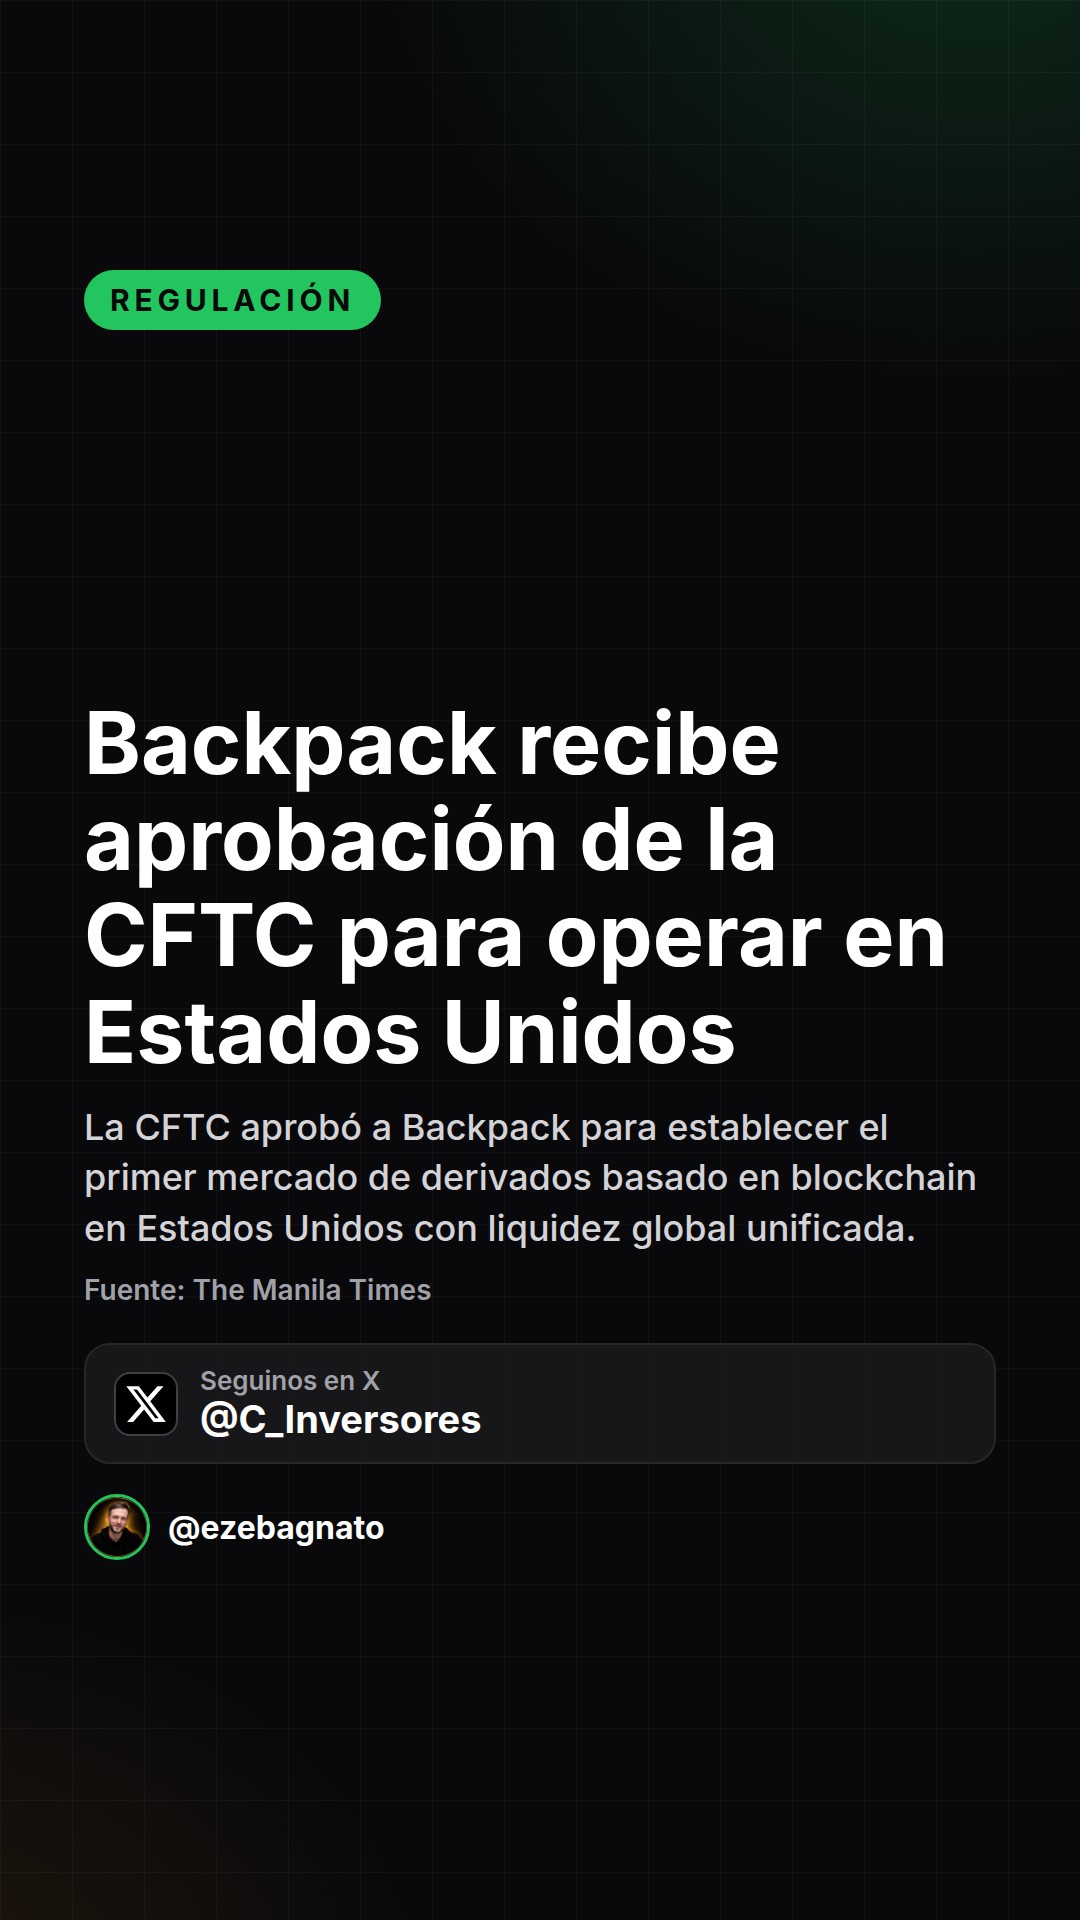 REGULACIÓN
Backpack recibe
aprobación de la
CFTC para operar en
Estados Unidos
La CFTC aprobó a Backpack para establecer el
primer mercado de derivados basado en blockchain
en Estados Unidos con liquidez global unificada.
Fuente: The Manila Times
Seguinos en X
@C_Inversores
@ezebagnato